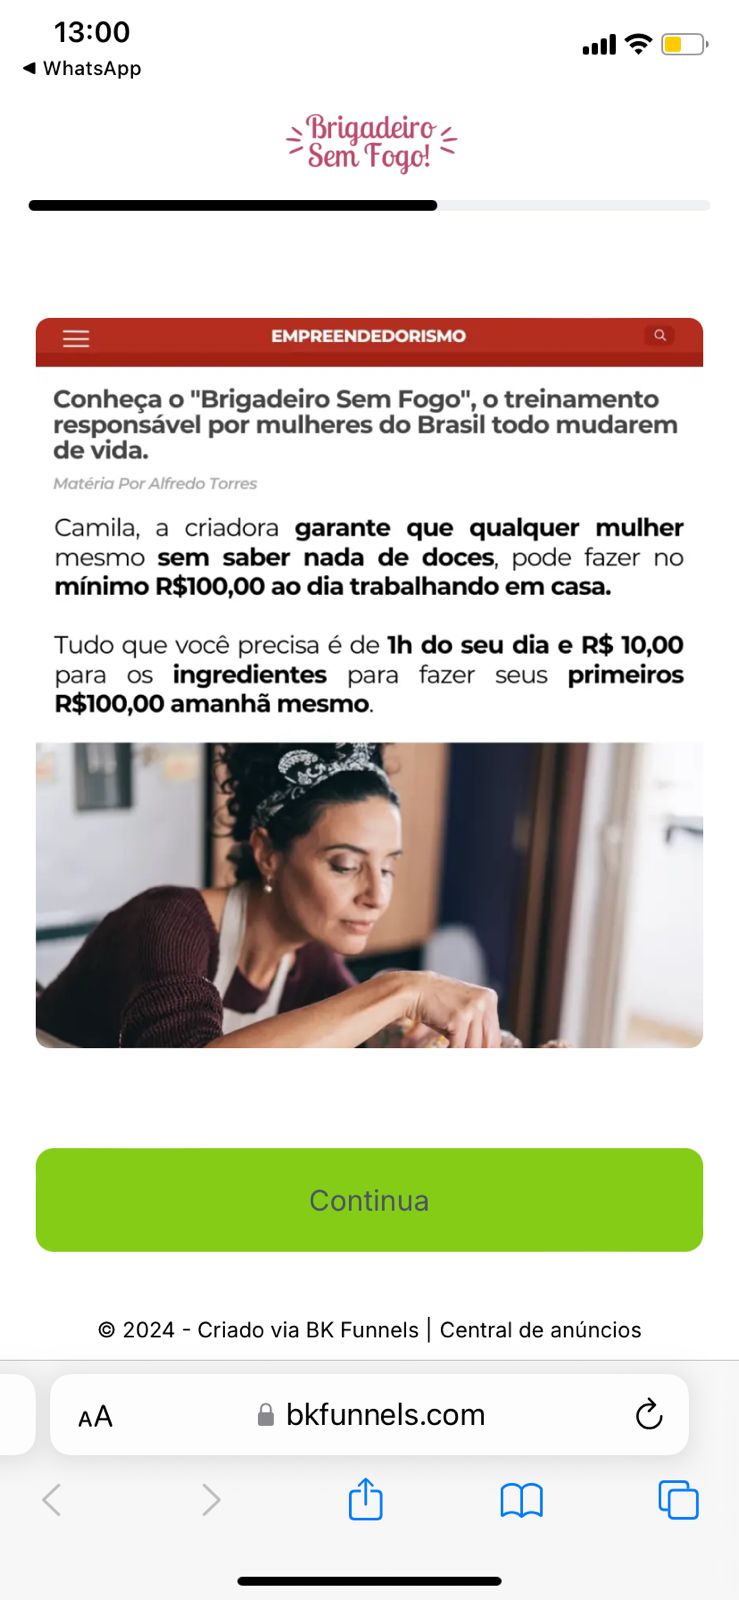 13:00
◀ WhatsApp
Brigadeiro
Sem Fogo!
EMPREENDEDORISMO
Conheça o "Brigadeiro Sem Fogo", o treinamento
responsável por mulheres do Brasil todo mudarem
de vida.
Matéria Por Alfredo Torres
Camila, a criadora garante que qualquer mulher
mesmo sem saber nada de doces, pode fazer no
mínimo R$100,00 ao dia trabalhando em casa.
Tudo que você precisa é de 1h do seu dia e R$ 10,00
para os ingredientes para fazer seus primeiros
R$100,00 amanhã mesmo.
Continua
© 2024 - Criado via BK Funnels | Central de anúncios
AA bkfunnels.com